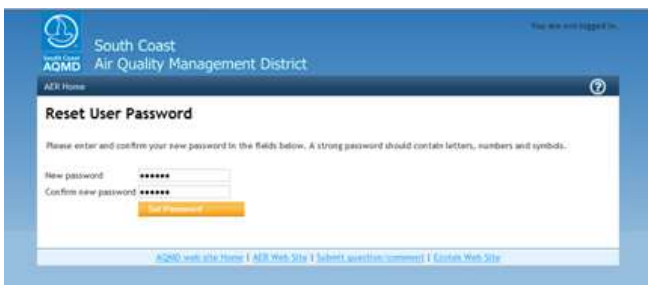 You are not logged in.
South Coast
AQMD
South Coast
Air Quality Management District
AER Home
?
Reset User Password
Please enter and confirm your new password in the fields below. A strong password should contain letters, numbers and symbols.
New password ••••••
Confirm new password ••••••
Set Password
AQMD web site Home | AER Web Site | Submit question/comment | Ecotek Web Site